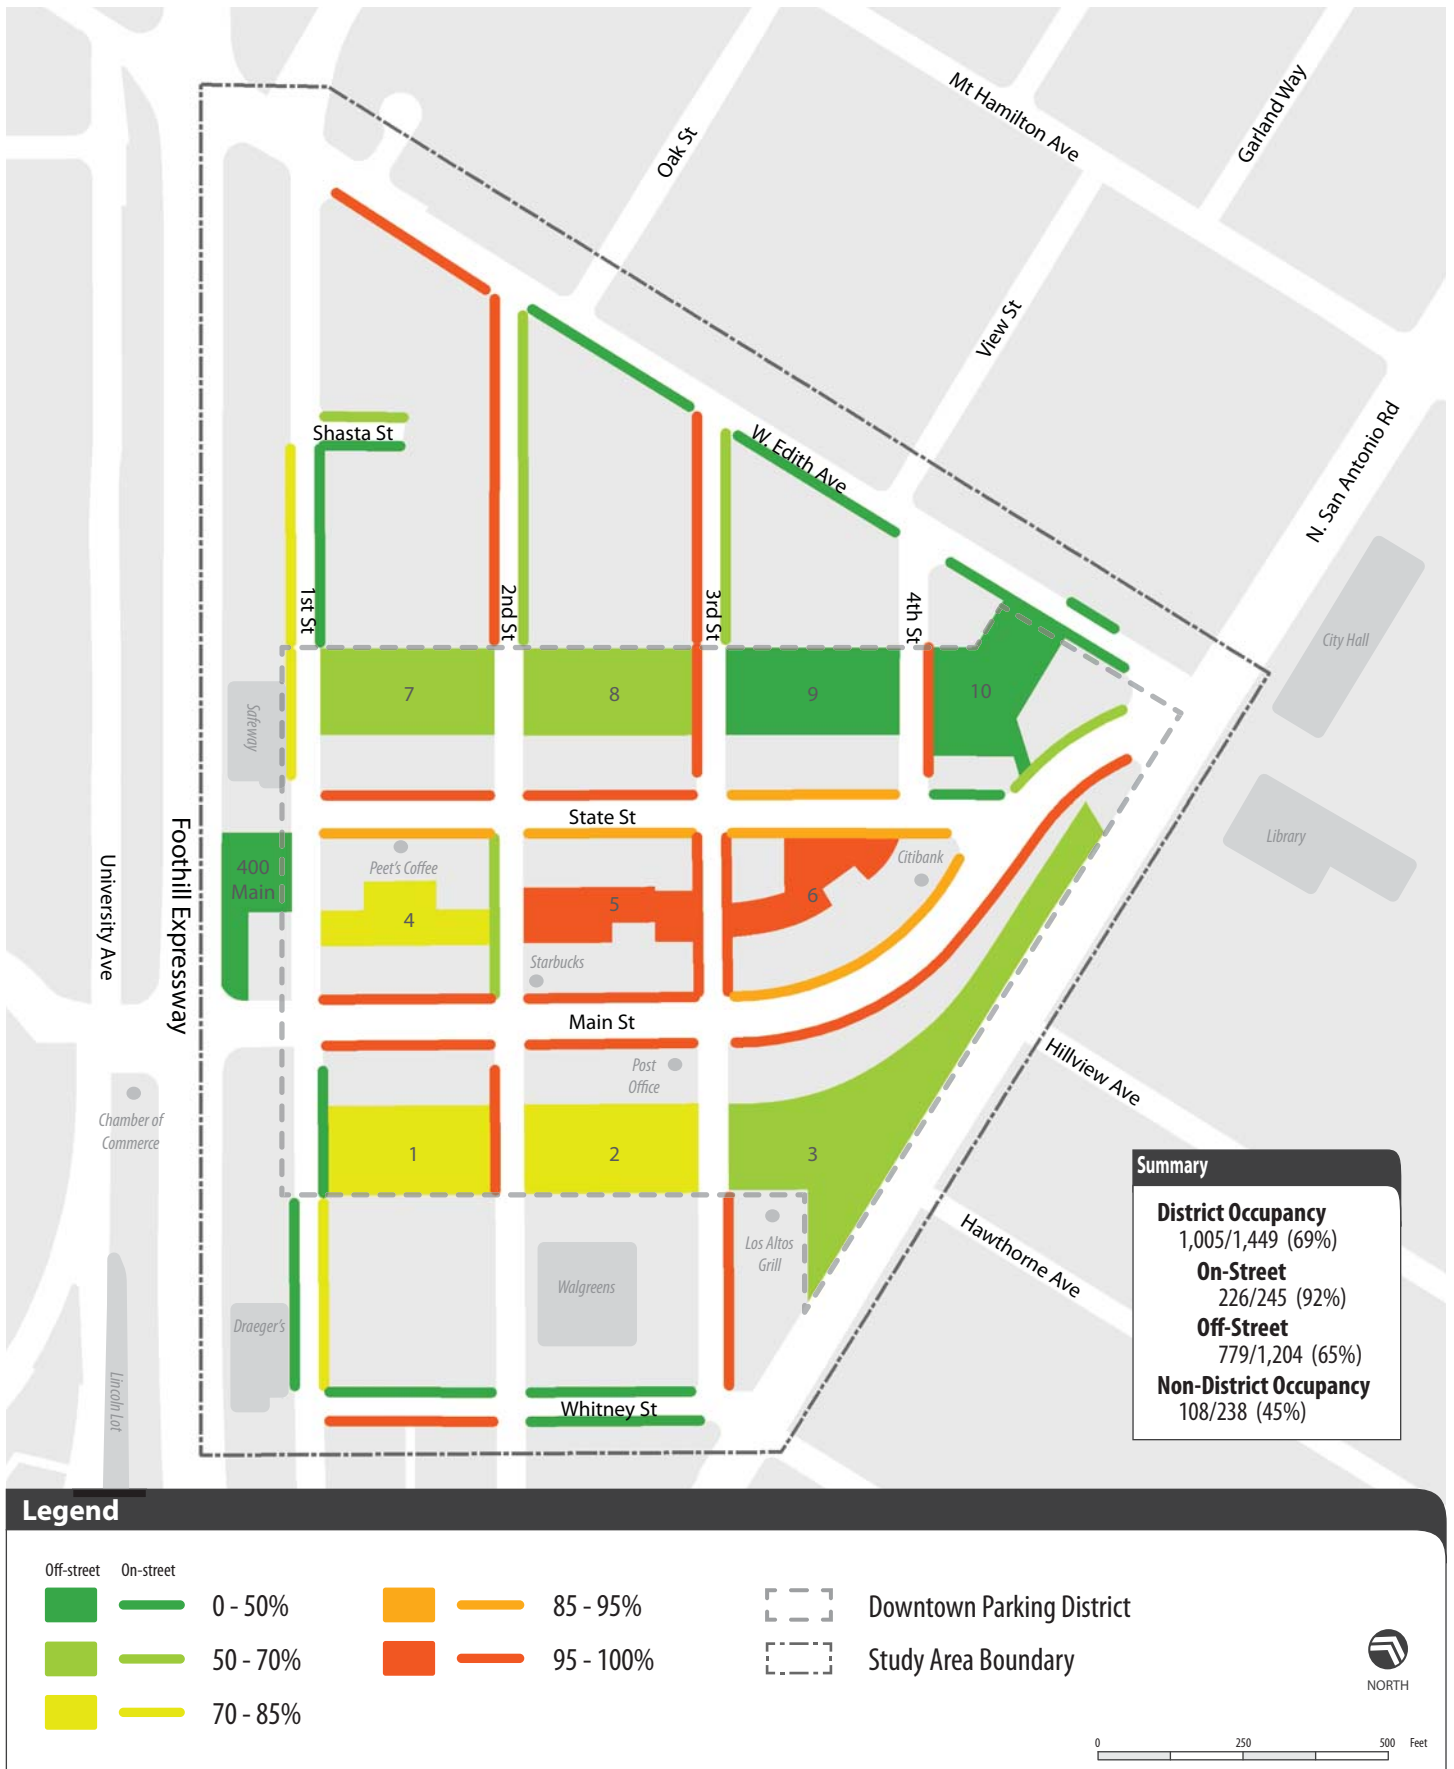 Mt Hamilton Ave
Garland Way
Oak St
View St
N. San Antonio Rd
W. Edith Ave
Shasta St
1st St
2nd St
3rd St
4th St
City Hall
Library
Safeway
7
8
9
10
State St
Foothill Expressway
University Ave
400
Main
Peet's Coffee
4
5
6
Citibank
Starbucks
Main St
Post
Office
Hillview Ave
Chamber of
Commerce
1
2
3
Hawthorne Ave
Los Altos
Grill
Walgreens
Draeger's
Lincoln Lot
Whitney St
Summary
District Occupancy
1,005/1,449 (69%)
On-Street
226/245 (92%)
Off-Street
779/1,204 (65%)
Non-District Occupancy
108/238 (45%)
Legend
Off-street On-street
0 - 50%
50 - 70%
70 - 85%
85 - 95%
95 - 100%
Downtown Parking District
Study Area Boundary
NORTH
0 250 500 Feet